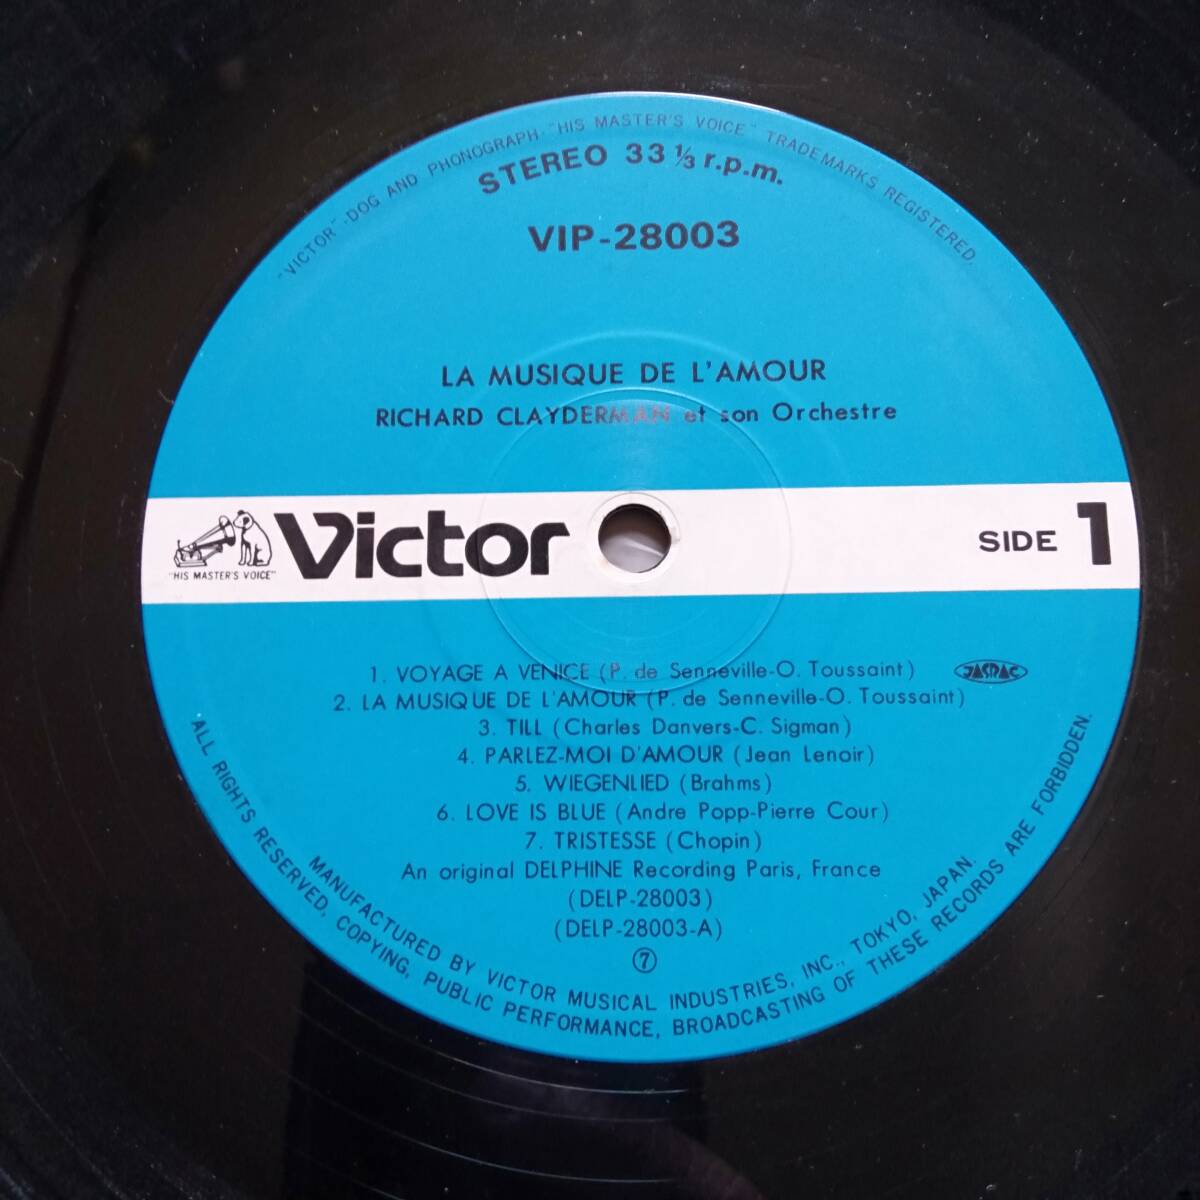 "VICTOR"·DOG AND PHONOGRAPH·"HIS MASTER'S VOICE" TRADEMARKS REGISTERED.
STEREO 33 1/3 r.p.m.
VIP-28003
LA MUSIQUE DE L'AMOUR
RICHARD CLAYDERMAN et son Orchestre
"HIS MASTER'S VOICE"
Victor
SIDE 1
1. VOYAGE A VENICE (P. de Senneville-O. Toussaint)
JASRAC
2. LA MUSIQUE DE L'AMOUR (P. de Senneville-O. Toussaint)
3. TILL (Charles Danvers-C. Sigman)
4. PARLEZ-MOI D'AMOUR (Jean Lenoir)
5. WIEGENLIED (Brahms)
6. LOVE IS BLUE (Andre Popp-Pierre Cour)
7. TRISTESSE (Chopin)
An original DELPHINE Recording Paris, France
(DELP-28003)
(DELP-28003-A)
⑦
MANUFACTURED BY VICTOR MUSICAL INDUSTRIES, INC., TOKYO, JAPAN.
ALL RIGHTS RESERVED, COPYING, PUBLIC PERFORMANCE, BROADCASTING OF THESE RECORDS ARE FORBIDDEN.